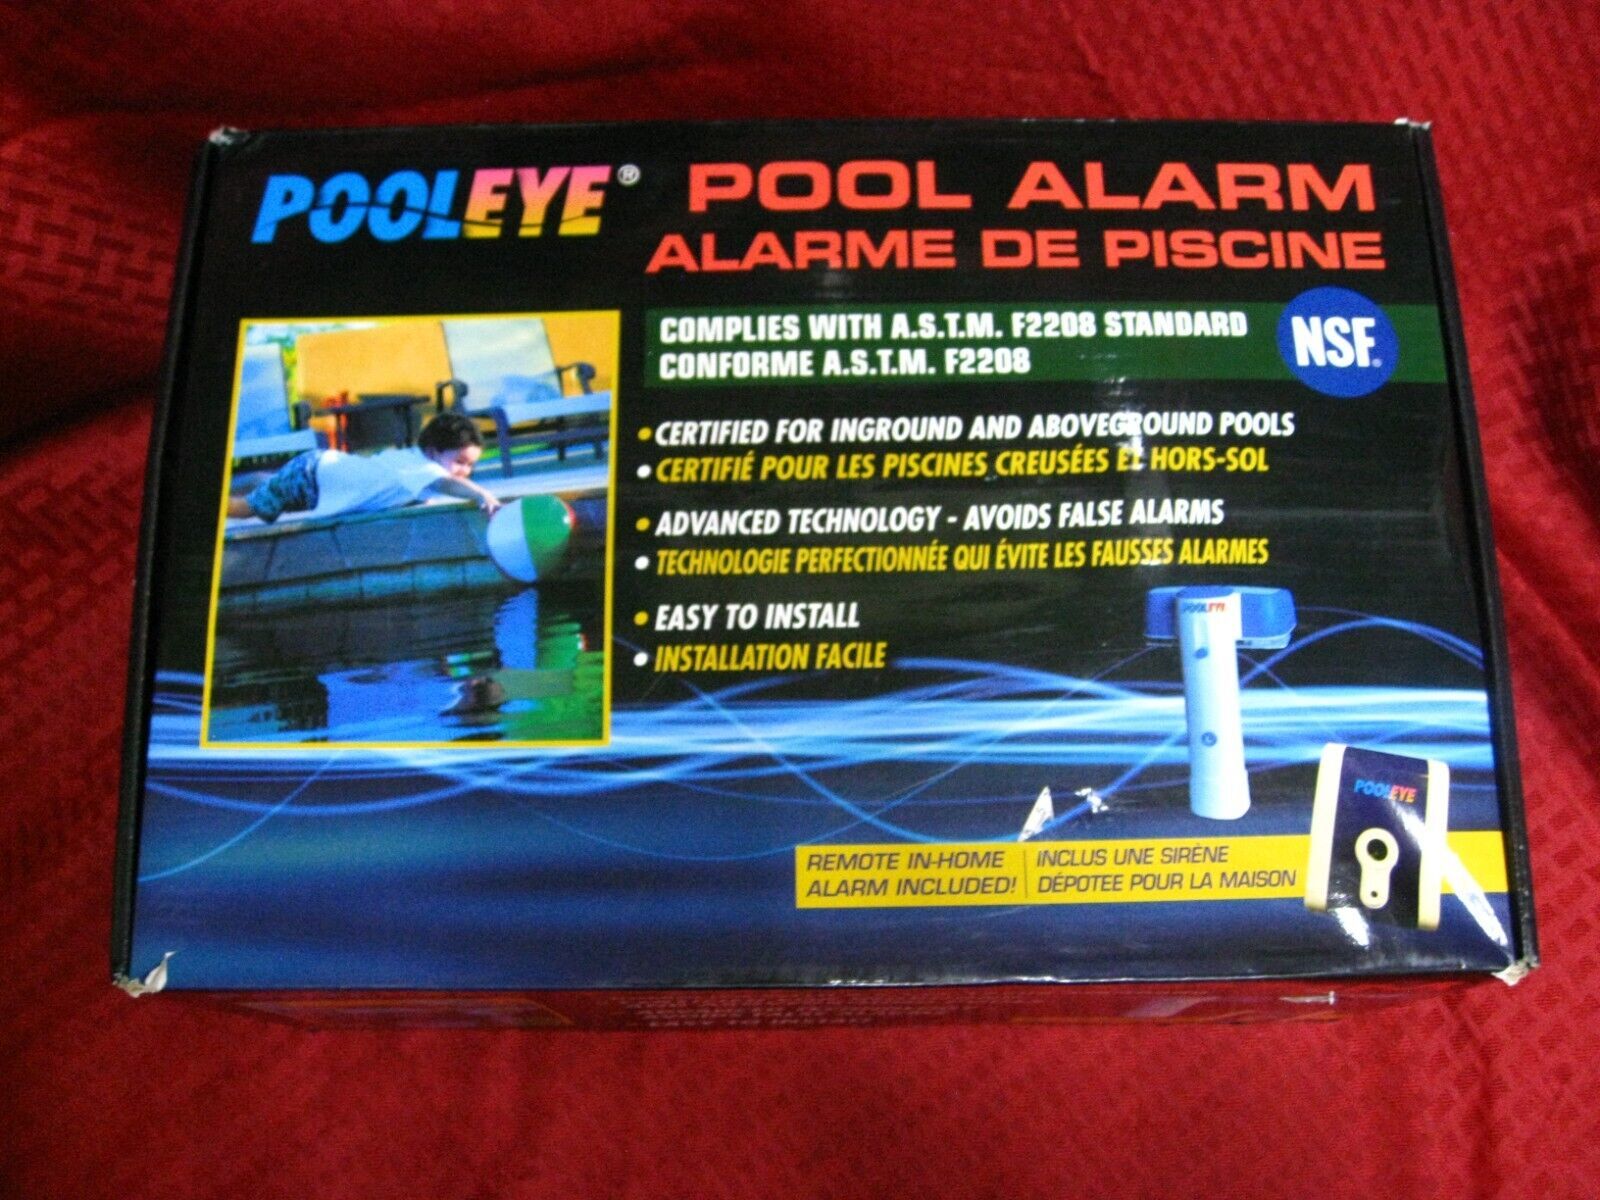 POOLEYE®
POOL ALARM
ALARME DE PISCINE
COMPLIES WITH A.S.T.M. F2208 STANDARD
CONFORME A.S.T.M. F2208
NSF®
• CERTIFIED FOR INGROUND AND ABOVEGROUND POOLS
• CERTIFIÉ POUR LES PISCINES CREUSÉES ET HORS-SOL
• ADVANCED TECHNOLOGY - AVOIDS FALSE ALARMS
• TECHNOLOGIE PERFECTIONNÉE QUI ÉVITE LES FAUSSES ALARMES
• EASY TO INSTALL
• INSTALLATION FACILE
POOLEYE
POOLEYE
REMOTE IN-HOME
ALARM INCLUDED!
INCLUS UNE SIRÈNE
DÉPOTEE POUR LA MAISON